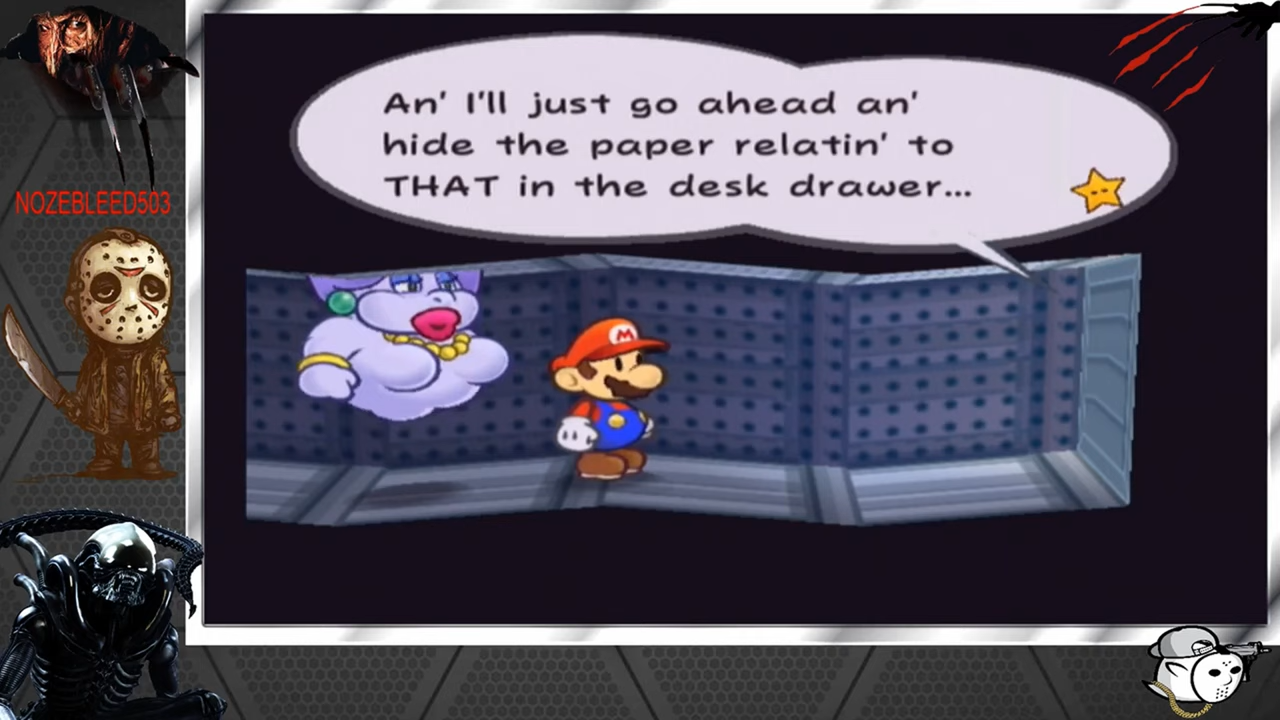 An' I'll just go ahead an'
hide the paper relatin' to
THAT in the desk drawer...
NOZEBLEED503
M